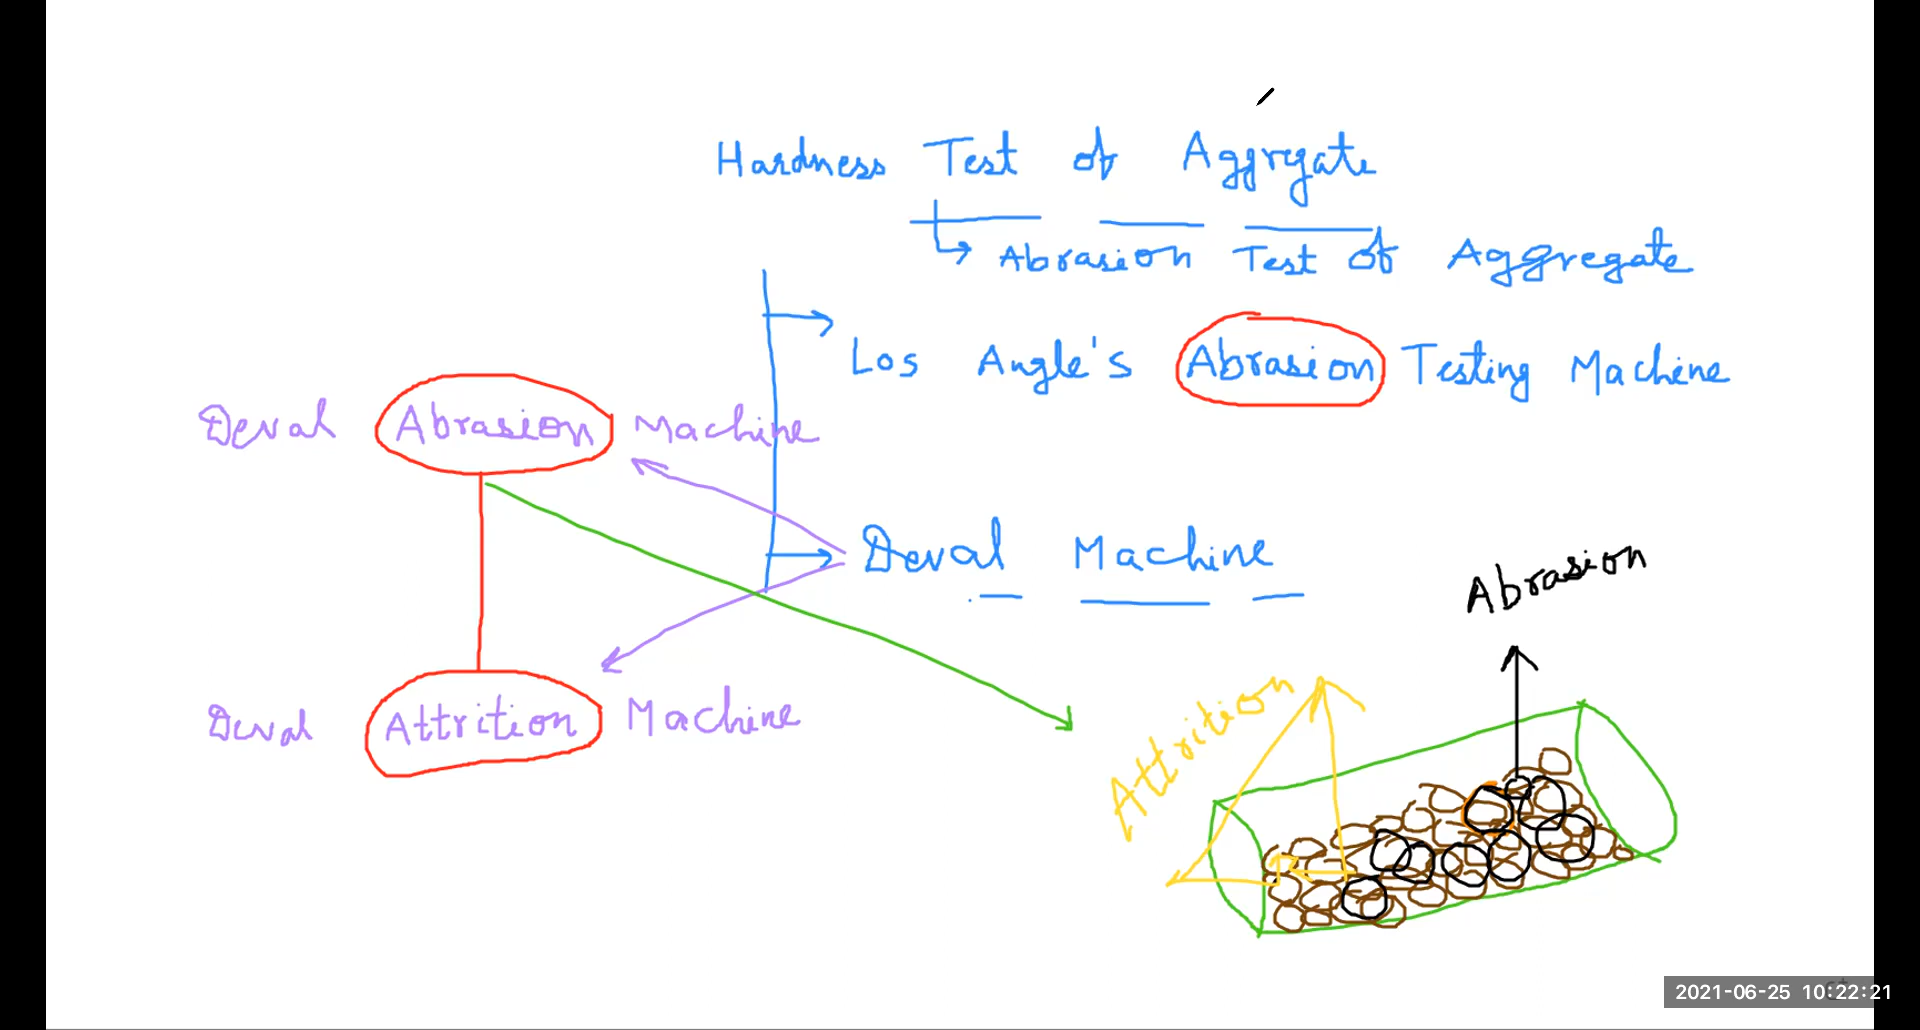 Hardness Test of Aggregate
Abrasion Test of Aggregate
Los Angle's Abrasion Testing Machine
Deval Abrasion Machine
Deval Machine
Abrasion
Attrition
Deval Attrition Machine
2021-06-25 10:22:21